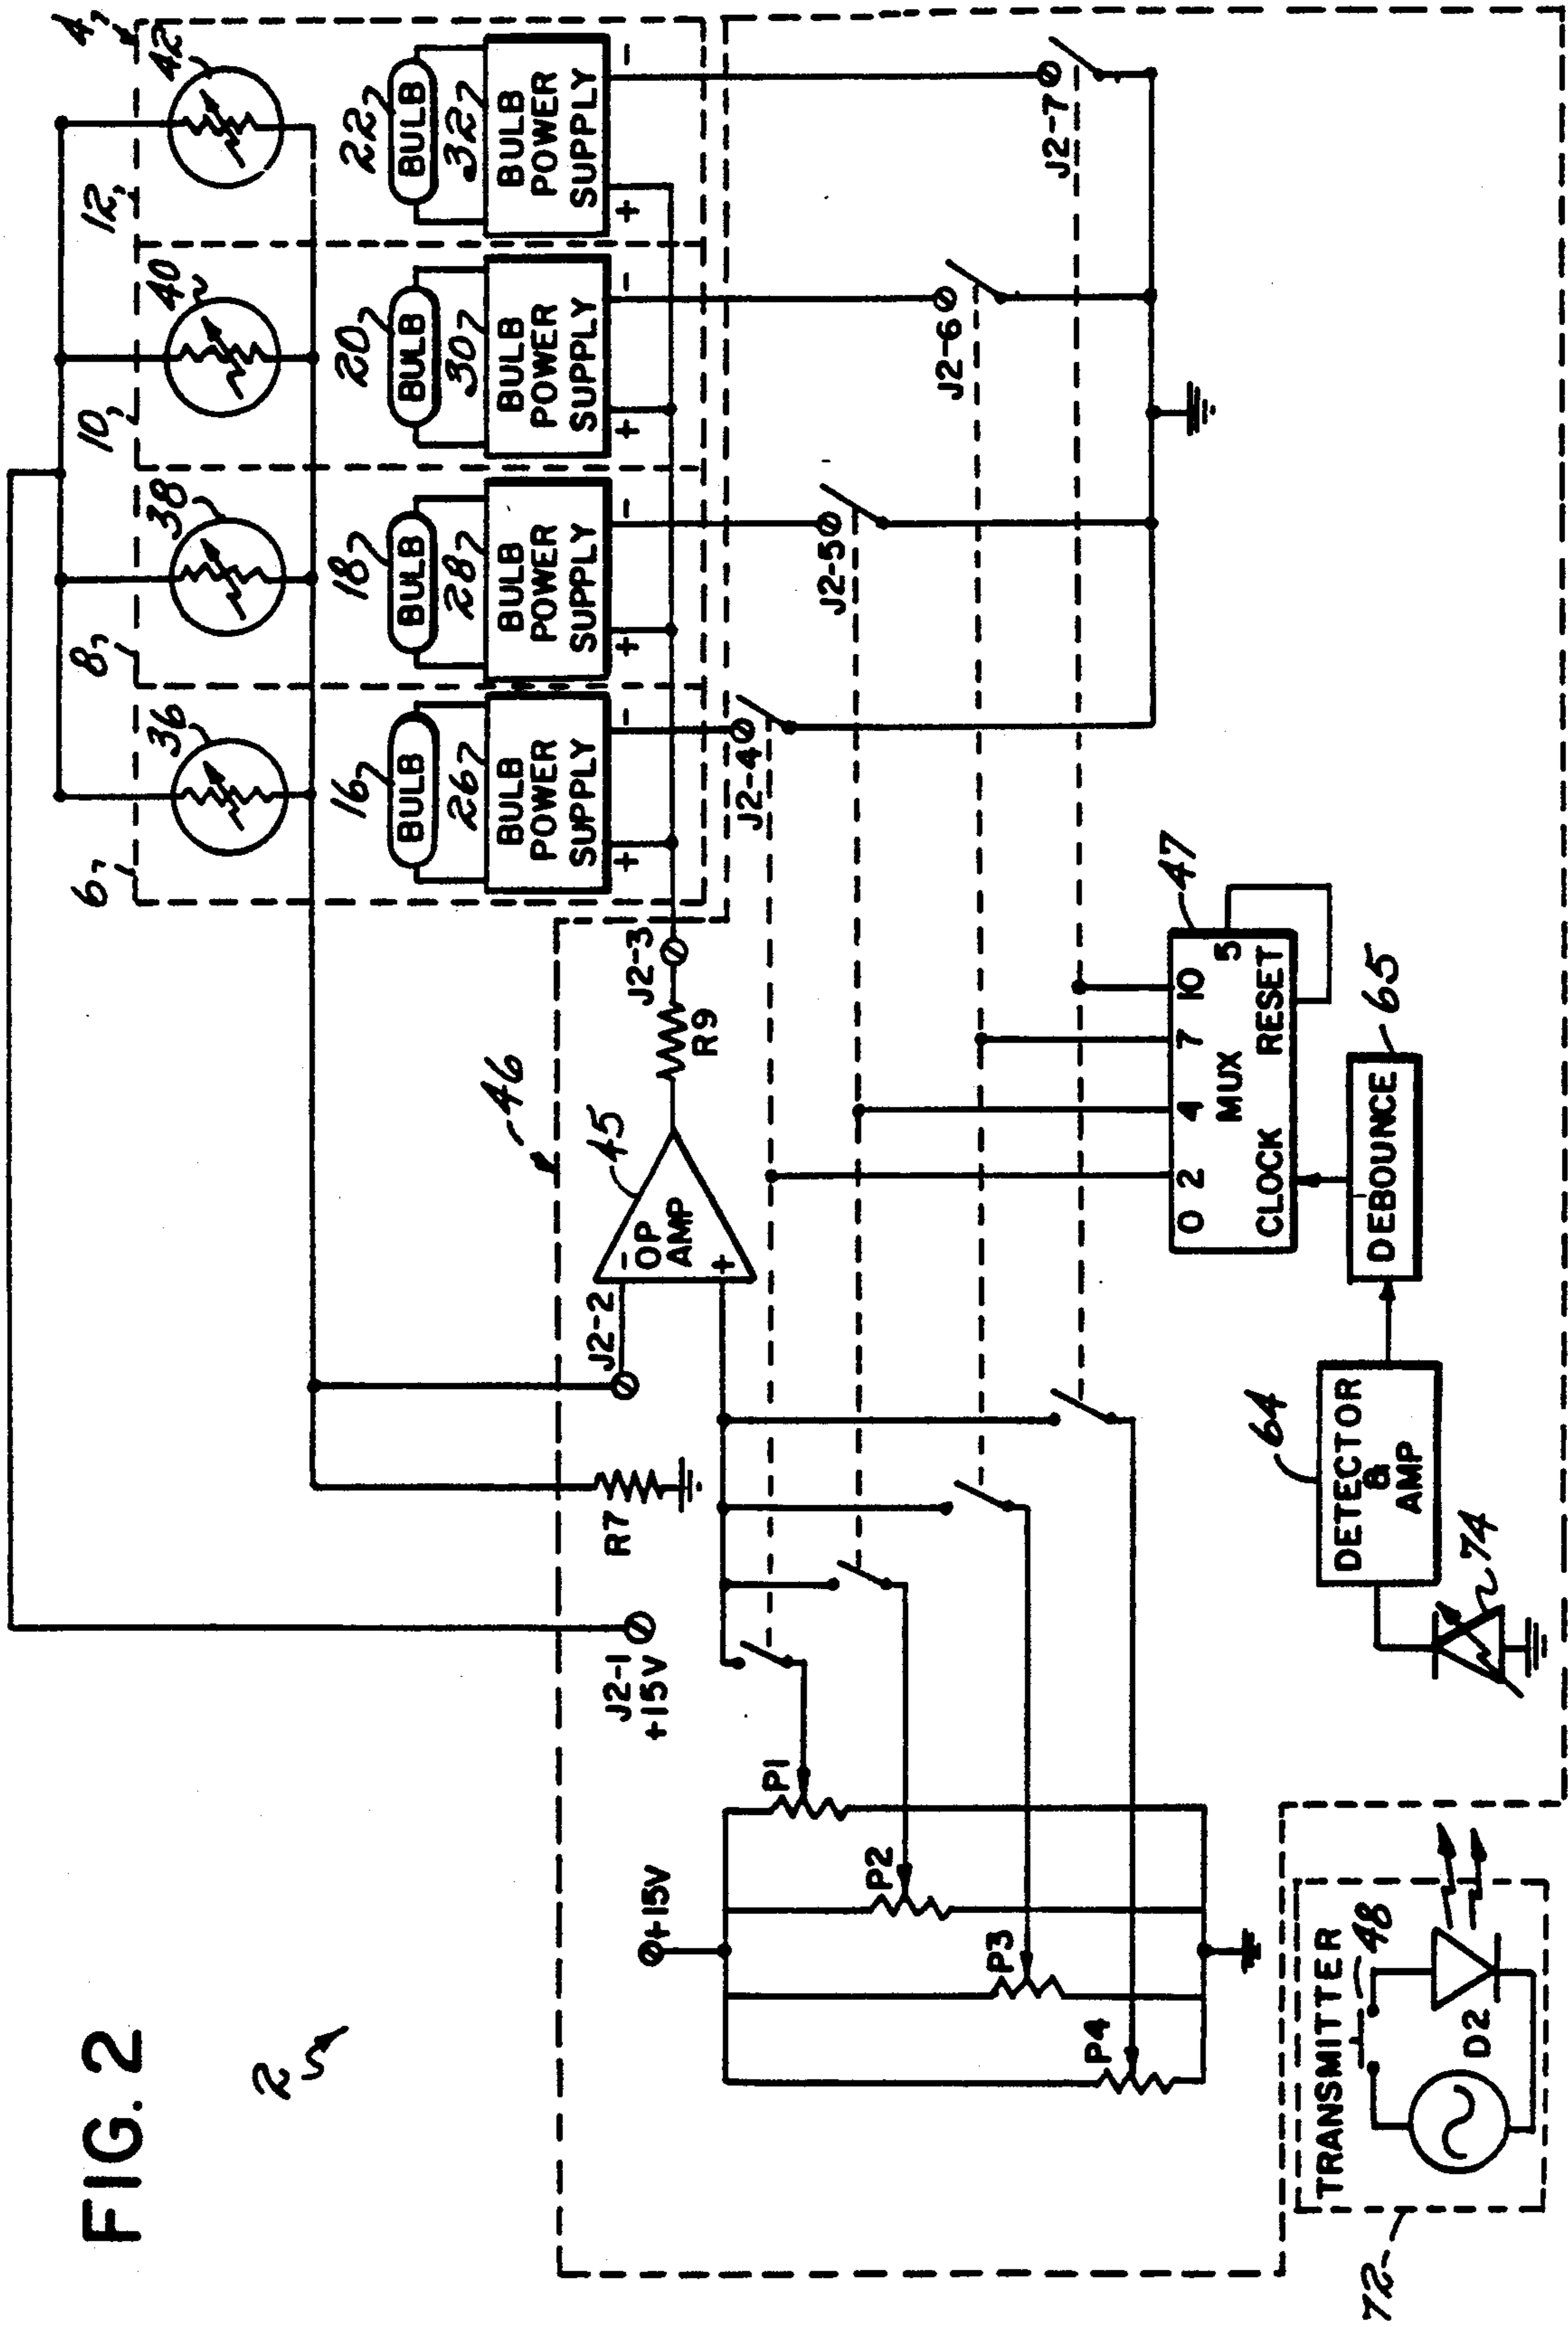 FIG. 2
2
4
42
12
40
10
38
8
36
6
22
BULB
32
BULB
POWER
SUPPLY
+ −
20
BULB
30
BULB
POWER
SUPPLY
+ −
18
BULB
28
BULB
POWER
SUPPLY
+ −
16
BULB
26
BULB
POWER
SUPPLY
+ −
J2-7
J2-6
J2-5
J2-4
J2-3
R9
46
45
OP
AMP
−
+
J2-2
R7
J2-1
+15V
+15V
P1
P2
P3
P4
47
0 2 4 7 10
5
MUX
CLOCK RESET
65
DEBOUNCE
64
DETECTOR
&
AMP
74
TRANSMITTER
48
D2
72